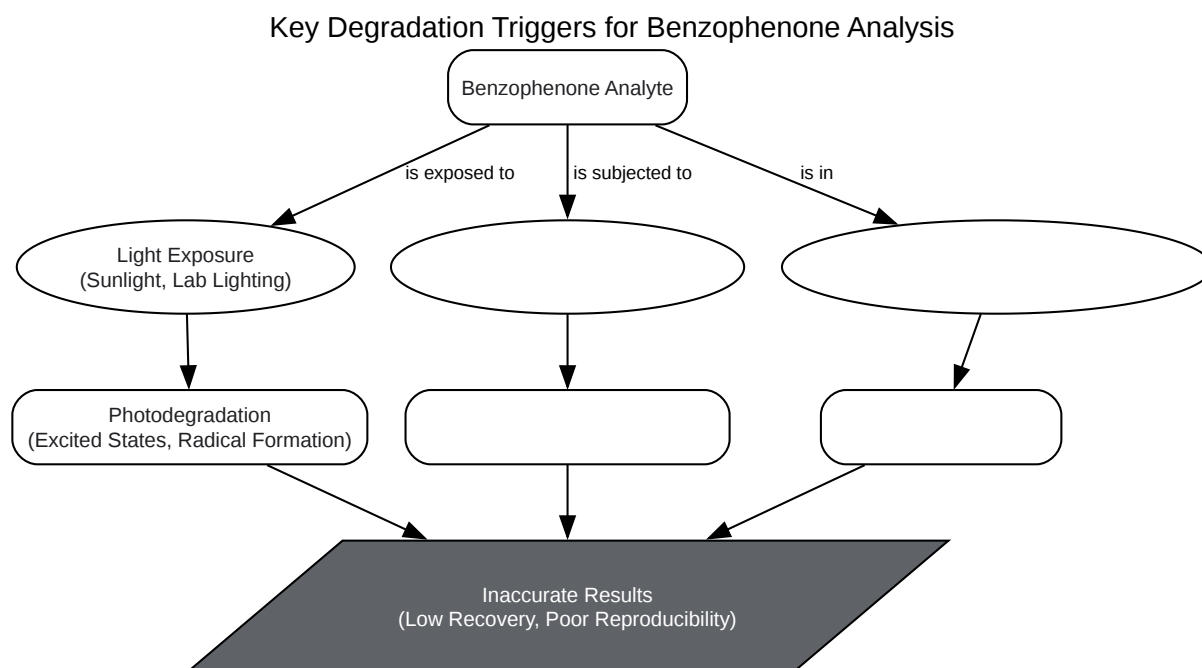 Key Degradation Triggers for Benzophenone Analysis
Benzophenone Analyte
is exposed to
is subjected to
is in
Light Exposure
(Sunlight, Lab Lighting)
Photodegradation
(Excited States, Radical Formation)
Inaccurate Results
(Low Recovery, Poor Reproducibility)